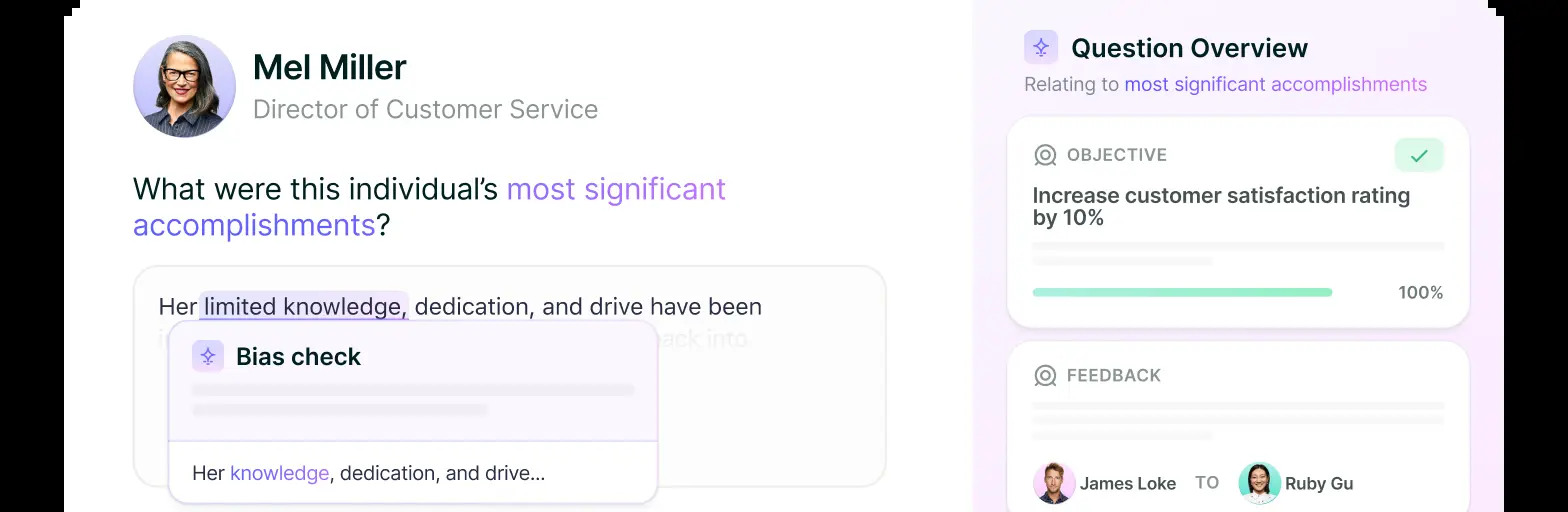 Mel Miller
Director of Customer Service
What were this individual's most significant
accomplishments?
Her limited knowledge, dedication, and drive have been
back into
Bias check
Her knowledge, dedication, and drive...
Question Overview
Relating to most significant accomplishments
OBJECTIVE
Increase customer satisfaction rating
by 10%
100%
FEEDBACK
James Loke TO Ruby Gu